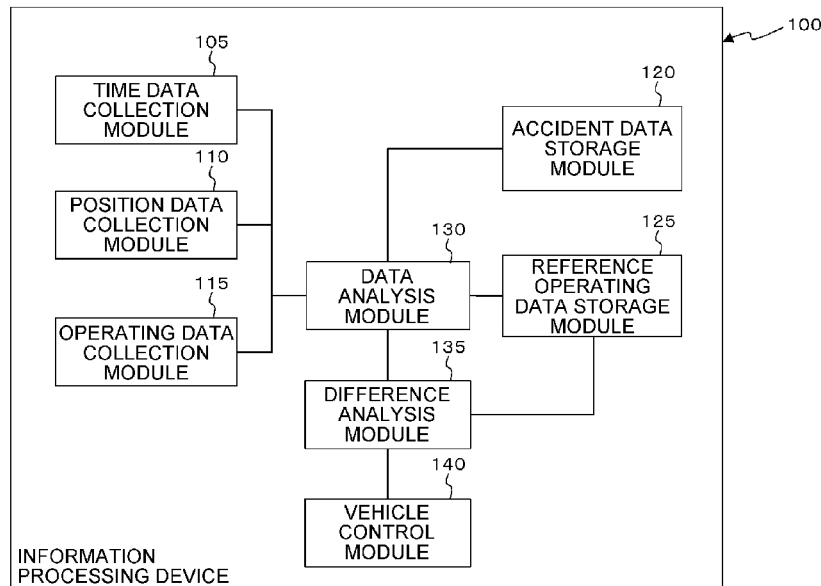 100
105
TIME DATA
COLLECTION
MODULE
110
POSITION DATA
COLLECTION
MODULE
115
OPERATING DATA
COLLECTION
MODULE
120
ACCIDENT DATA
STORAGE
MODULE
130
DATA
ANALYSIS
MODULE
125
REFERENCE
OPERATING
DATA STORAGE
MODULE
135
DIFFERENCE
ANALYSIS
MODULE
140
VEHICLE
CONTROL
MODULE
INFORMATION
PROCESSING DEVICE